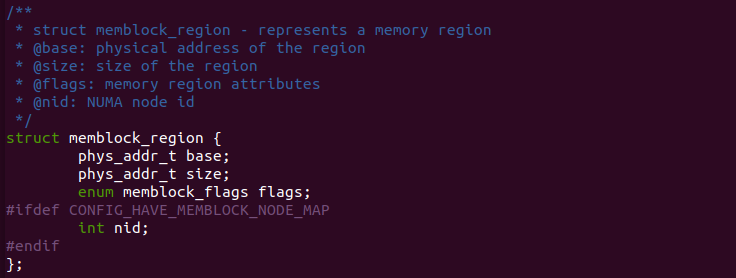 /**
 * struct memblock_region - represents a memory region
 * @base: physical address of the region
 * @size: size of the region
 * @flags: memory region attributes
 * @nid: NUMA node id
 */
struct memblock_region {
        phys_addr_t base;
        phys_addr_t size;
        enum memblock_flags flags;
#ifdef CONFIG_HAVE_MEMBLOCK_NODE_MAP
        int nid;
#endif
};